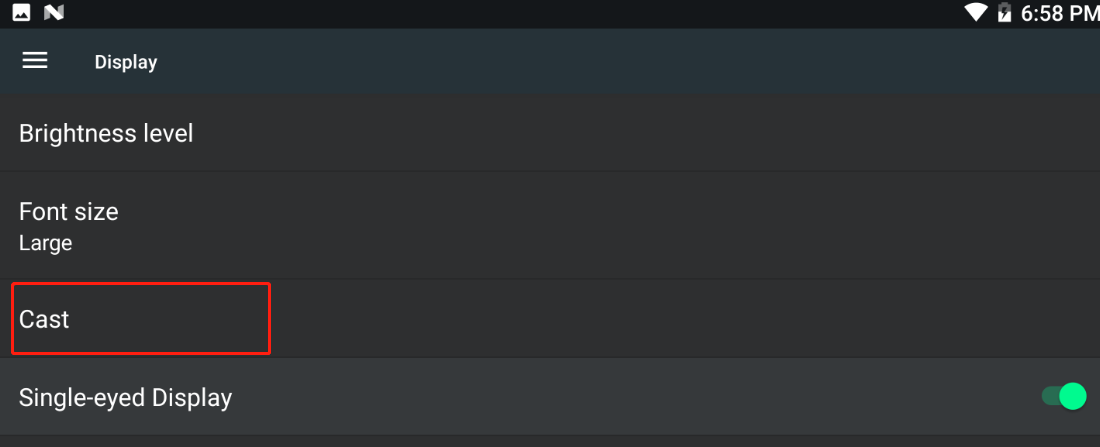 6:58 PM
Display
Brightness level
Font size
Large
Cast
Single-eyed Display